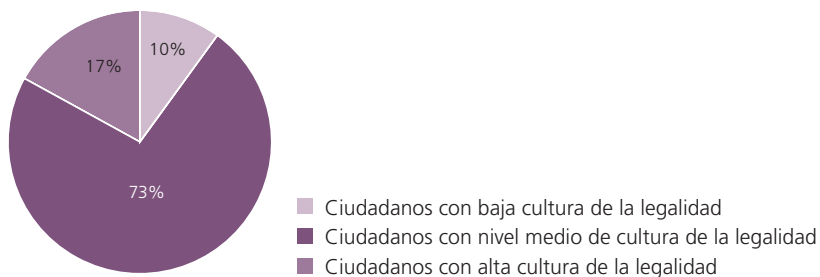 10%
17%
73%
Ciudadanos con baja cultura de la legalidad
Ciudadanos con nivel medio de cultura de la legalidad
Ciudadanos con alta cultura de la legalidad